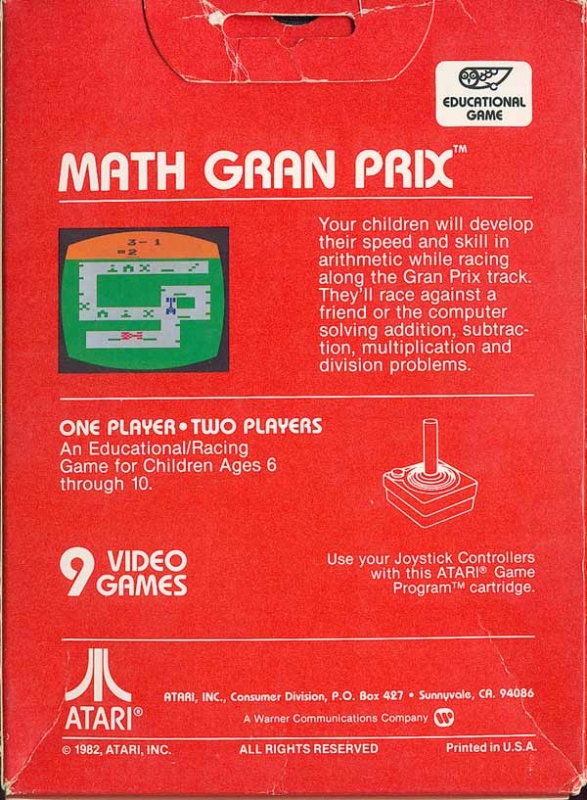 EDUCATIONAL
GAME
MATH GRAN PRIX™
3 - 1
=2
Your children will develop
their speed and skill in
arithmetic while racing
along the Gran Prix track.
They'll race against a
friend or the computer
solving addition, subtrac-
tion, multiplication and
division problems.
ONE PLAYER • TWO PLAYERS
An Educational/Racing
Game for Children Ages 6
through 10.
9 VIDEO
GAMES
Use your Joystick Controllers
with this ATARI® Game
Program™ cartridge.
ATARI®
ATARI, INC., Consumer Division, P.O. Box 427 • Sunnyvale, CA. 94086
A Warner Communications Company
© 1982, ATARI, INC.
ALL RIGHTS RESERVED
Printed in U.S.A.